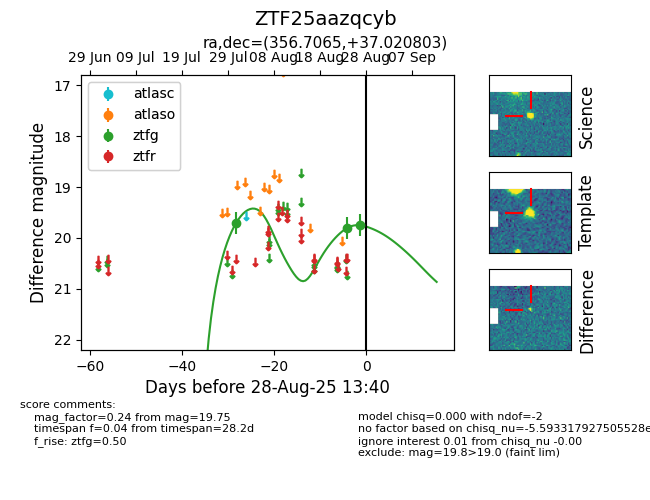 ZTF25aazqcyb
ra,dec=(356.7065,+37.020803)
29 Jun 09 Jul 19 Jul 29 Jul 08 Aug 18 Aug 28 Aug 07 Sep
atlasc
atlaso
ztfg
ztfr
17
18
19
20
21
22
Difference magnitude
−60 −40 −20 0
Days before 28-Aug-25 13:40
Science
Template
Difference
score comments:
mag_factor=0.24 from mag=19.75
timespan f=0.04 from timespan=28.2d
f_rise: ztfg=0.50
model chisq=0.000 with ndof=-2
no factor based on chisq_nu=-5.593317927505528e
ignore interest 0.01 from chisq_nu -0.00
exclude: mag=19.8>19.0 (faint lim)